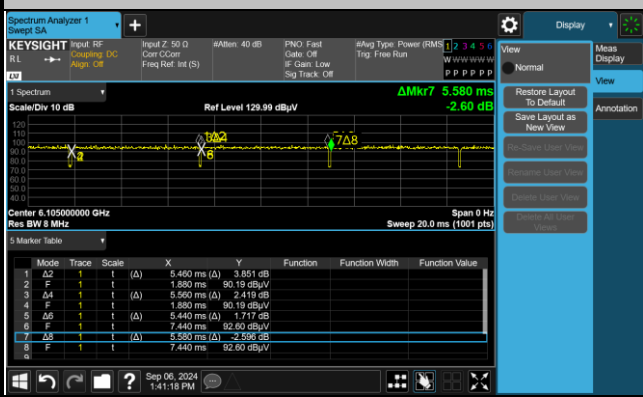 Spectrum Analyzer 1
Swept SA
+
Display
KEYSIGHT
RL
Input: RF
Coupling: DC
Align: Off
Input Z: 50 Ω
Corr CCorr
Freq Ref: Int (S)
#Atten: 40 dB
PNO: Fast
Gate: Off
IF Gain: Low
Sig Track: Off
#Avg Type: Power (RMS
Trig: Free Run
1 2 3 4 5 6
W W W W W W
P P P P P P
LXI
1 Spectrum
Scale/Div 10 dB
Ref Level 129.99 dBµV
ΔMkr7 5.580 ms
-2.60 dB
120
110
100
90.0
80.0
70.0
60.0
50.0
40.0
7Δ8
6
Center 6.105000000 GHz
Res BW 8 MHz
Span 0 Hz
Sweep 20.0 ms (1001 pts)
5 Marker Table
Mode Trace Scale X Y Function Function Width Function Value
1 Δ2 1 t (Δ) 5.460 ms (Δ) 3.851 dB
2 F 1 t 1.880 ms 90.19 dBµV
3 Δ4 1 t (Δ) 5.560 ms (Δ) 2.419 dB
4 F 1 t 1.880 ms 90.19 dBµV
5 Δ6 1 t (Δ) 5.440 ms (Δ) 1.717 dB
6 F 1 t 7.440 ms 92.60 dBµV
7 Δ8 1 t (Δ) 5.580 ms (Δ) -2.596 dB
8 F 1 t 7.440 ms 92.60 dBµV
9
?
Sep 06, 2024
1:41:18 PM
View
Normal
Restore Layout
To Default
Save Layout as
New View
Re-Save User View
Rename User View
Delete User View
Delete All User
Views
Meas
Display
View
Annotation